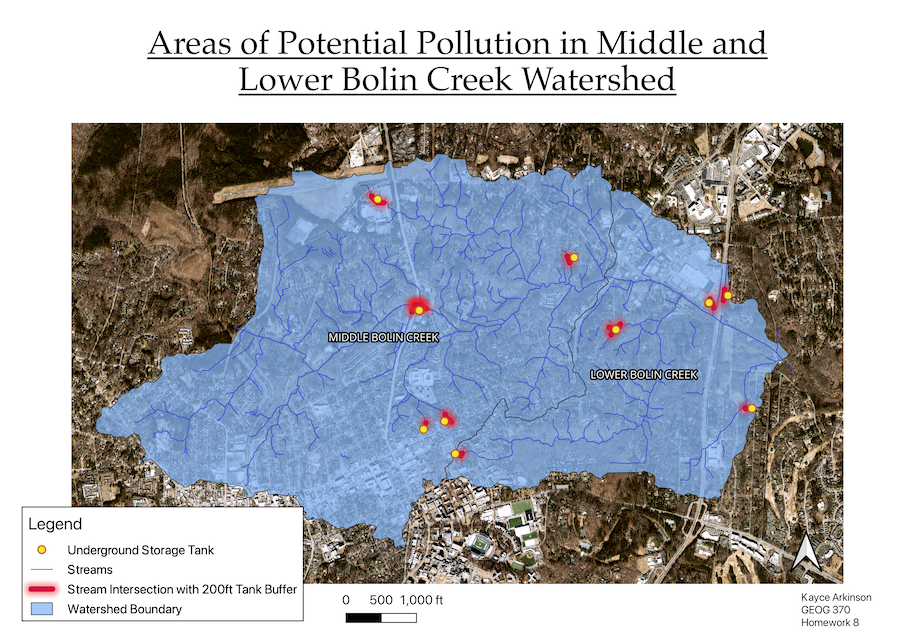 Areas of Potential Pollution in Middle and
Lower Bolin Creek Watershed
MIDDLE BOLIN CREEK
LOWER BOLIN CREEK
Legend
Underground Storage Tank
Streams
Stream Intersection with 200ft Tank Buffer
Watershed Boundary
0 500 1,000 ft
Kayce Arkinson
GEOG 370
Homework 8